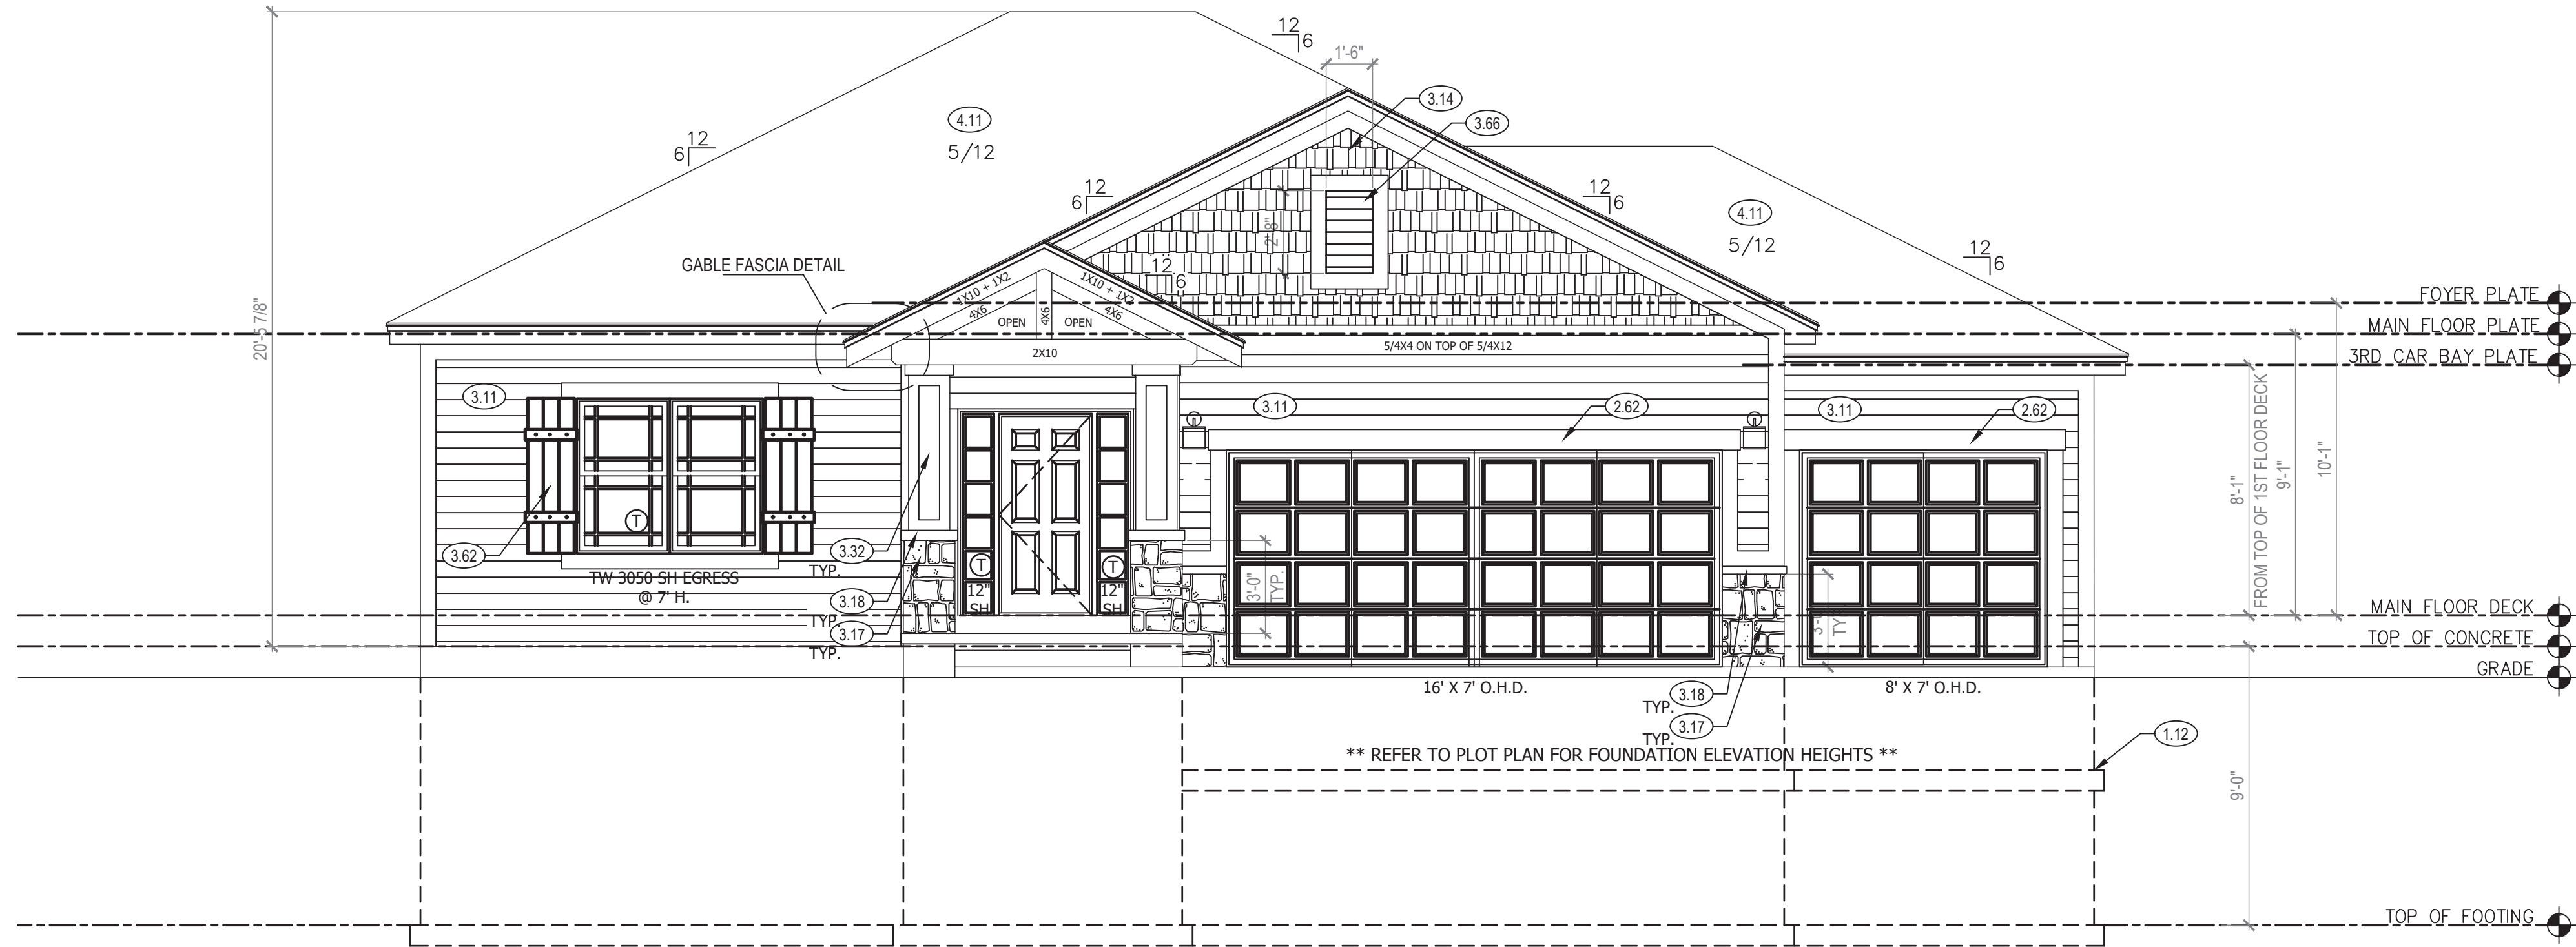 12
6
1'-6"
3.14
3.66
4.11
5/12
12
6
12
6
12
6
4.11
5/12
2'-8"
12
6
12
6
GABLE FASCIA DETAIL
1X10 + 1X2
1X10 + 1X2
4X6
4X6
4X6
OPEN
OPEN
2X10
5/4X4 ON TOP OF 5/4X12
20'-5 7/8"
FOYER PLATE
MAIN FLOOR PLATE
3RD CAR BAY PLATE
3.11
3.11
2.62
3.11
2.62
8'-1"
FROM TOP OF 1ST FLOOR DECK
9'-1"
10'-1"
T
3.62
TW 3050 SH EGRESS
@ 7' H.
3.32
TYP.
3.18
TYP.
3.17
TYP.
T
12"
SH
T
12"
SH
3'-0"
TYP.
MAIN FLOOR DECK
TOP OF CONCRETE
GRADE
16' X 7' O.H.D.
8' X 7' O.H.D.
3.18
TYP.
3.17
TYP.
** REFER TO PLOT PLAN FOR FOUNDATION ELEVATION HEIGHTS **
1.12
9'-0"
TOP OF FOOTING